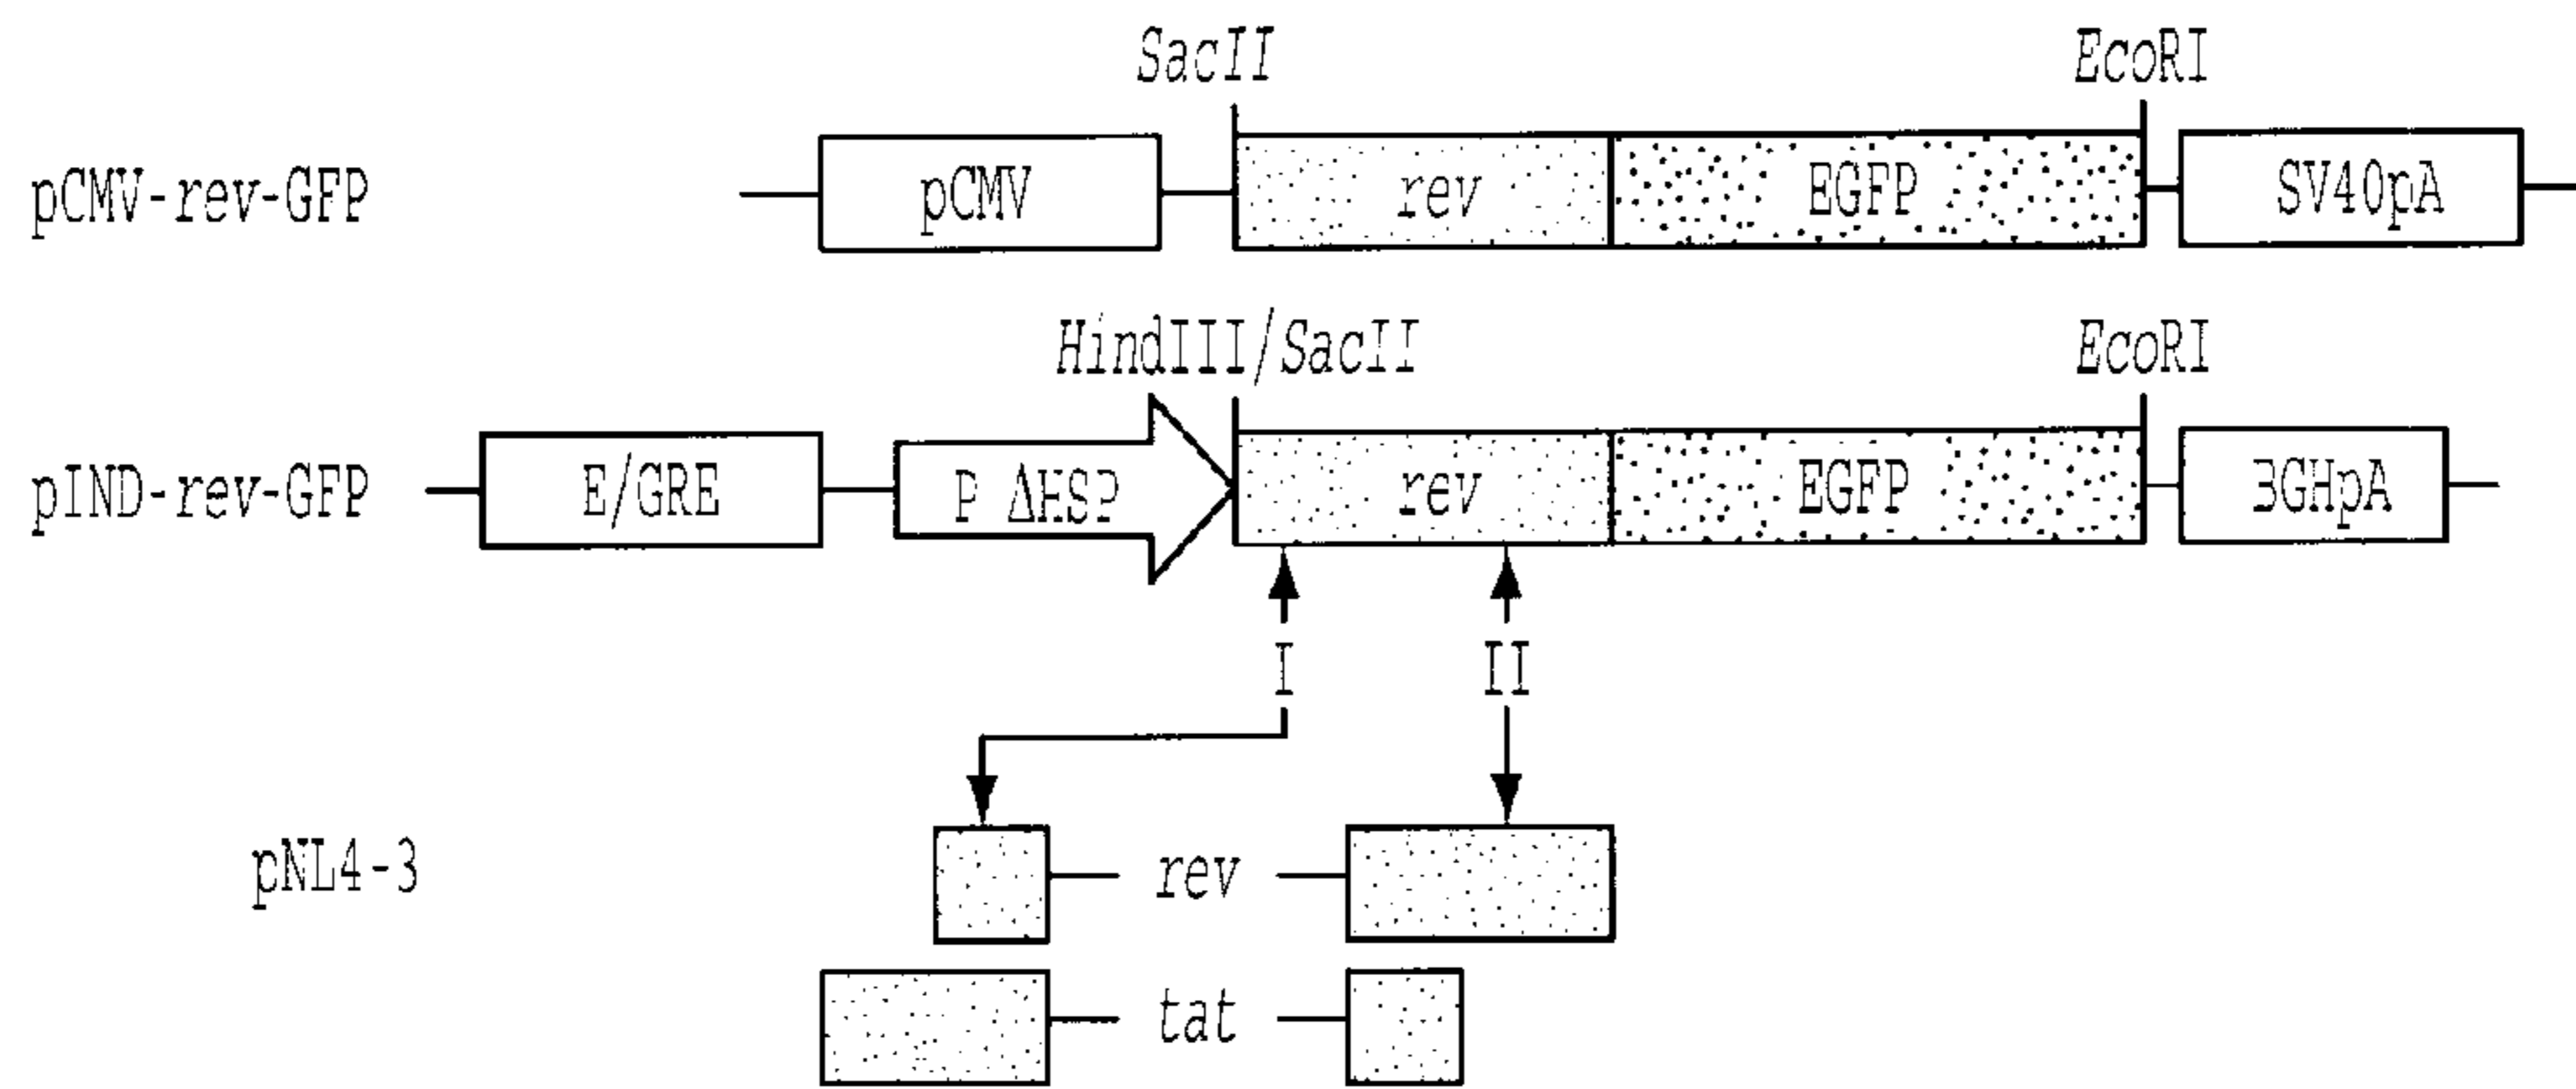 SacII EcoRI
pCMV-rev-GFP pCMV rev EGFP SV40pA
HindIII/SacII EcoRI
pIND-rev-GFP E/GRE P ΔHSP rev EGFP BGHpA
I II
pNL4-3 rev
tat